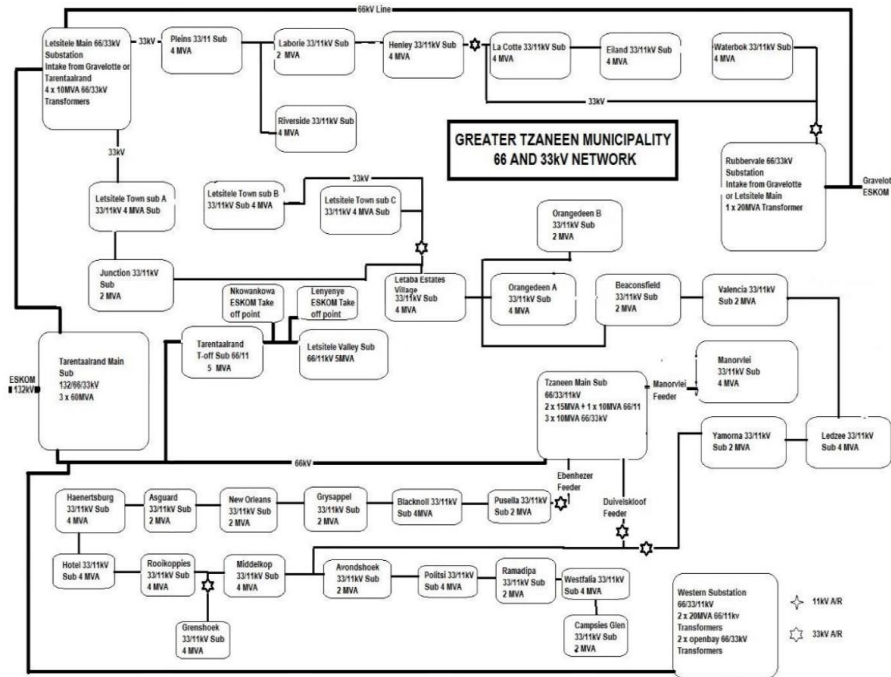 66kV Line
Letsitele Main 66/33kV
Substation
Intake from Gravelotte or
Tarentaalrand
4 x 10MVA 66/33kV
Transformers
33kV
Pleins 33/11 Sub
4 MVA
Laborie 33/11kV Sub
2 MVA
Henley 33/11kV Sub
4 MVA
La Cotte 33/11kV Sub
4 MVA
Eiland 33/11kV Sub
4 MVA
Waterbok 33/11kV Sub
4 MVA
33kV
Riverside 33/11kV Sub
4 MVA
GREATER TZANEEN MUNICIPALITY
66 AND 33kV NETWORK
33kV
Rubbervale 66/33kV
Substation
Intake from Gravelotte
or Letsitele Main
1 x 20MVA Transformer
Gravelot
ESKOM
Letsitele Town sub A
33/11kV 4 MVA Sub
Letsitele Town sub B
33/11kV Sub 4 MVA
33kV
Letsitele Town sub C
33/11kV 4 MVA Sub
Orangedeen B
33/11kV Sub
2 MVA
Junction 33/11kV
Sub
2 MVA
Nkowankowa
ESKOM Take
off point
Lenyenye
ESKOM Take
off point
Letaba Estates
Village
33/11kV Sub
4 MVA
Orangedeen A
33/11kV Sub
4 MVA
Beaconsfield
33/11kV Sub
2 MVA
Valencia 33/11kV
Sub 2 MVA
ESKOM
132kV
Tarentaalrand Main
Sub
132/66/33kV
3 x 60MVA
Tarentaalrand
T-off Sub 66/11
5 MVA
Letsitele Valley Sub
66/11kV 5MVA
Tzaneen Main Sub
66/33/11kV
2 x 15MVA + 1 x 10MVA 66/11
3 x 10MVA 66/33kV
Manorvlei
Feeder
Manorvlei
33/11kV Sub
4 MVA
Yamorna 33/11kV
Sub 2 MVA
Ledzee 33/11kV
Sub 4 MVA
66kV
Ebenhezer
Feeder
Duivelskloof
Feeder
Haenertsburg
33/11kV Sub
4 MVA
Asguard
33/11kV Sub
2 MVA
New Orleans
33/11kV Sub
2 MVA
Grysappel
33/11kV Sub
2 MVA
Blacknoll 33/11kV
Sub 4MVA
Pusella 33/11kV
Sub 2 MVA
Hotel 33/11kV
Sub 4 MVA
Rooikoppies
33/11kV Sub
4 MVA
Middelkop
33/11kV Sub
4 MVA
Avondshoek
33/11kV Sub
2 MVA
Politsi 33/11kV
Sub 4 MVA
Ramadipa
33/11kV Sub
2 MVA
Westfalia 33/11kV
Sub 4 MVA
Grenshoek
33/11kV Sub
4 MVA
Campsies Glen
33/11kV Sub
2 MVA
Western Substation
66/33/11kV
2 x 20MVA 66/11kv
Transformers
2 x openbay 66/33kV
Transformers
11kV A/R
33kV A/R